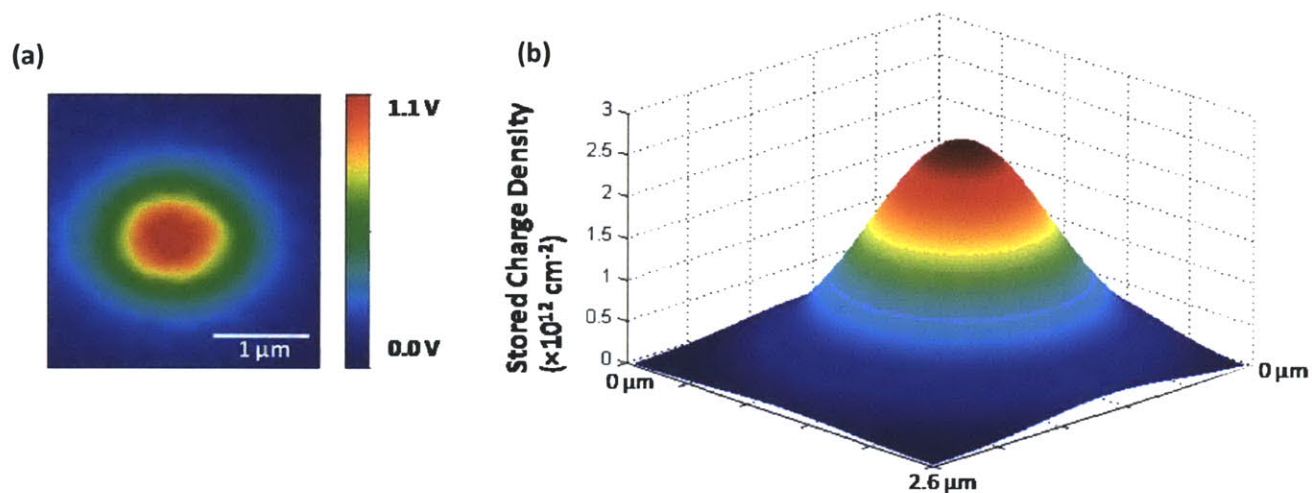 (a)
1.1 V
0.0 V
1 μm
(b)
Stored Charge Density
(×10¹² cm⁻²)
3
2.5
2
1.5
1
0.5
0
0 μm
2.6 μm
0 μm